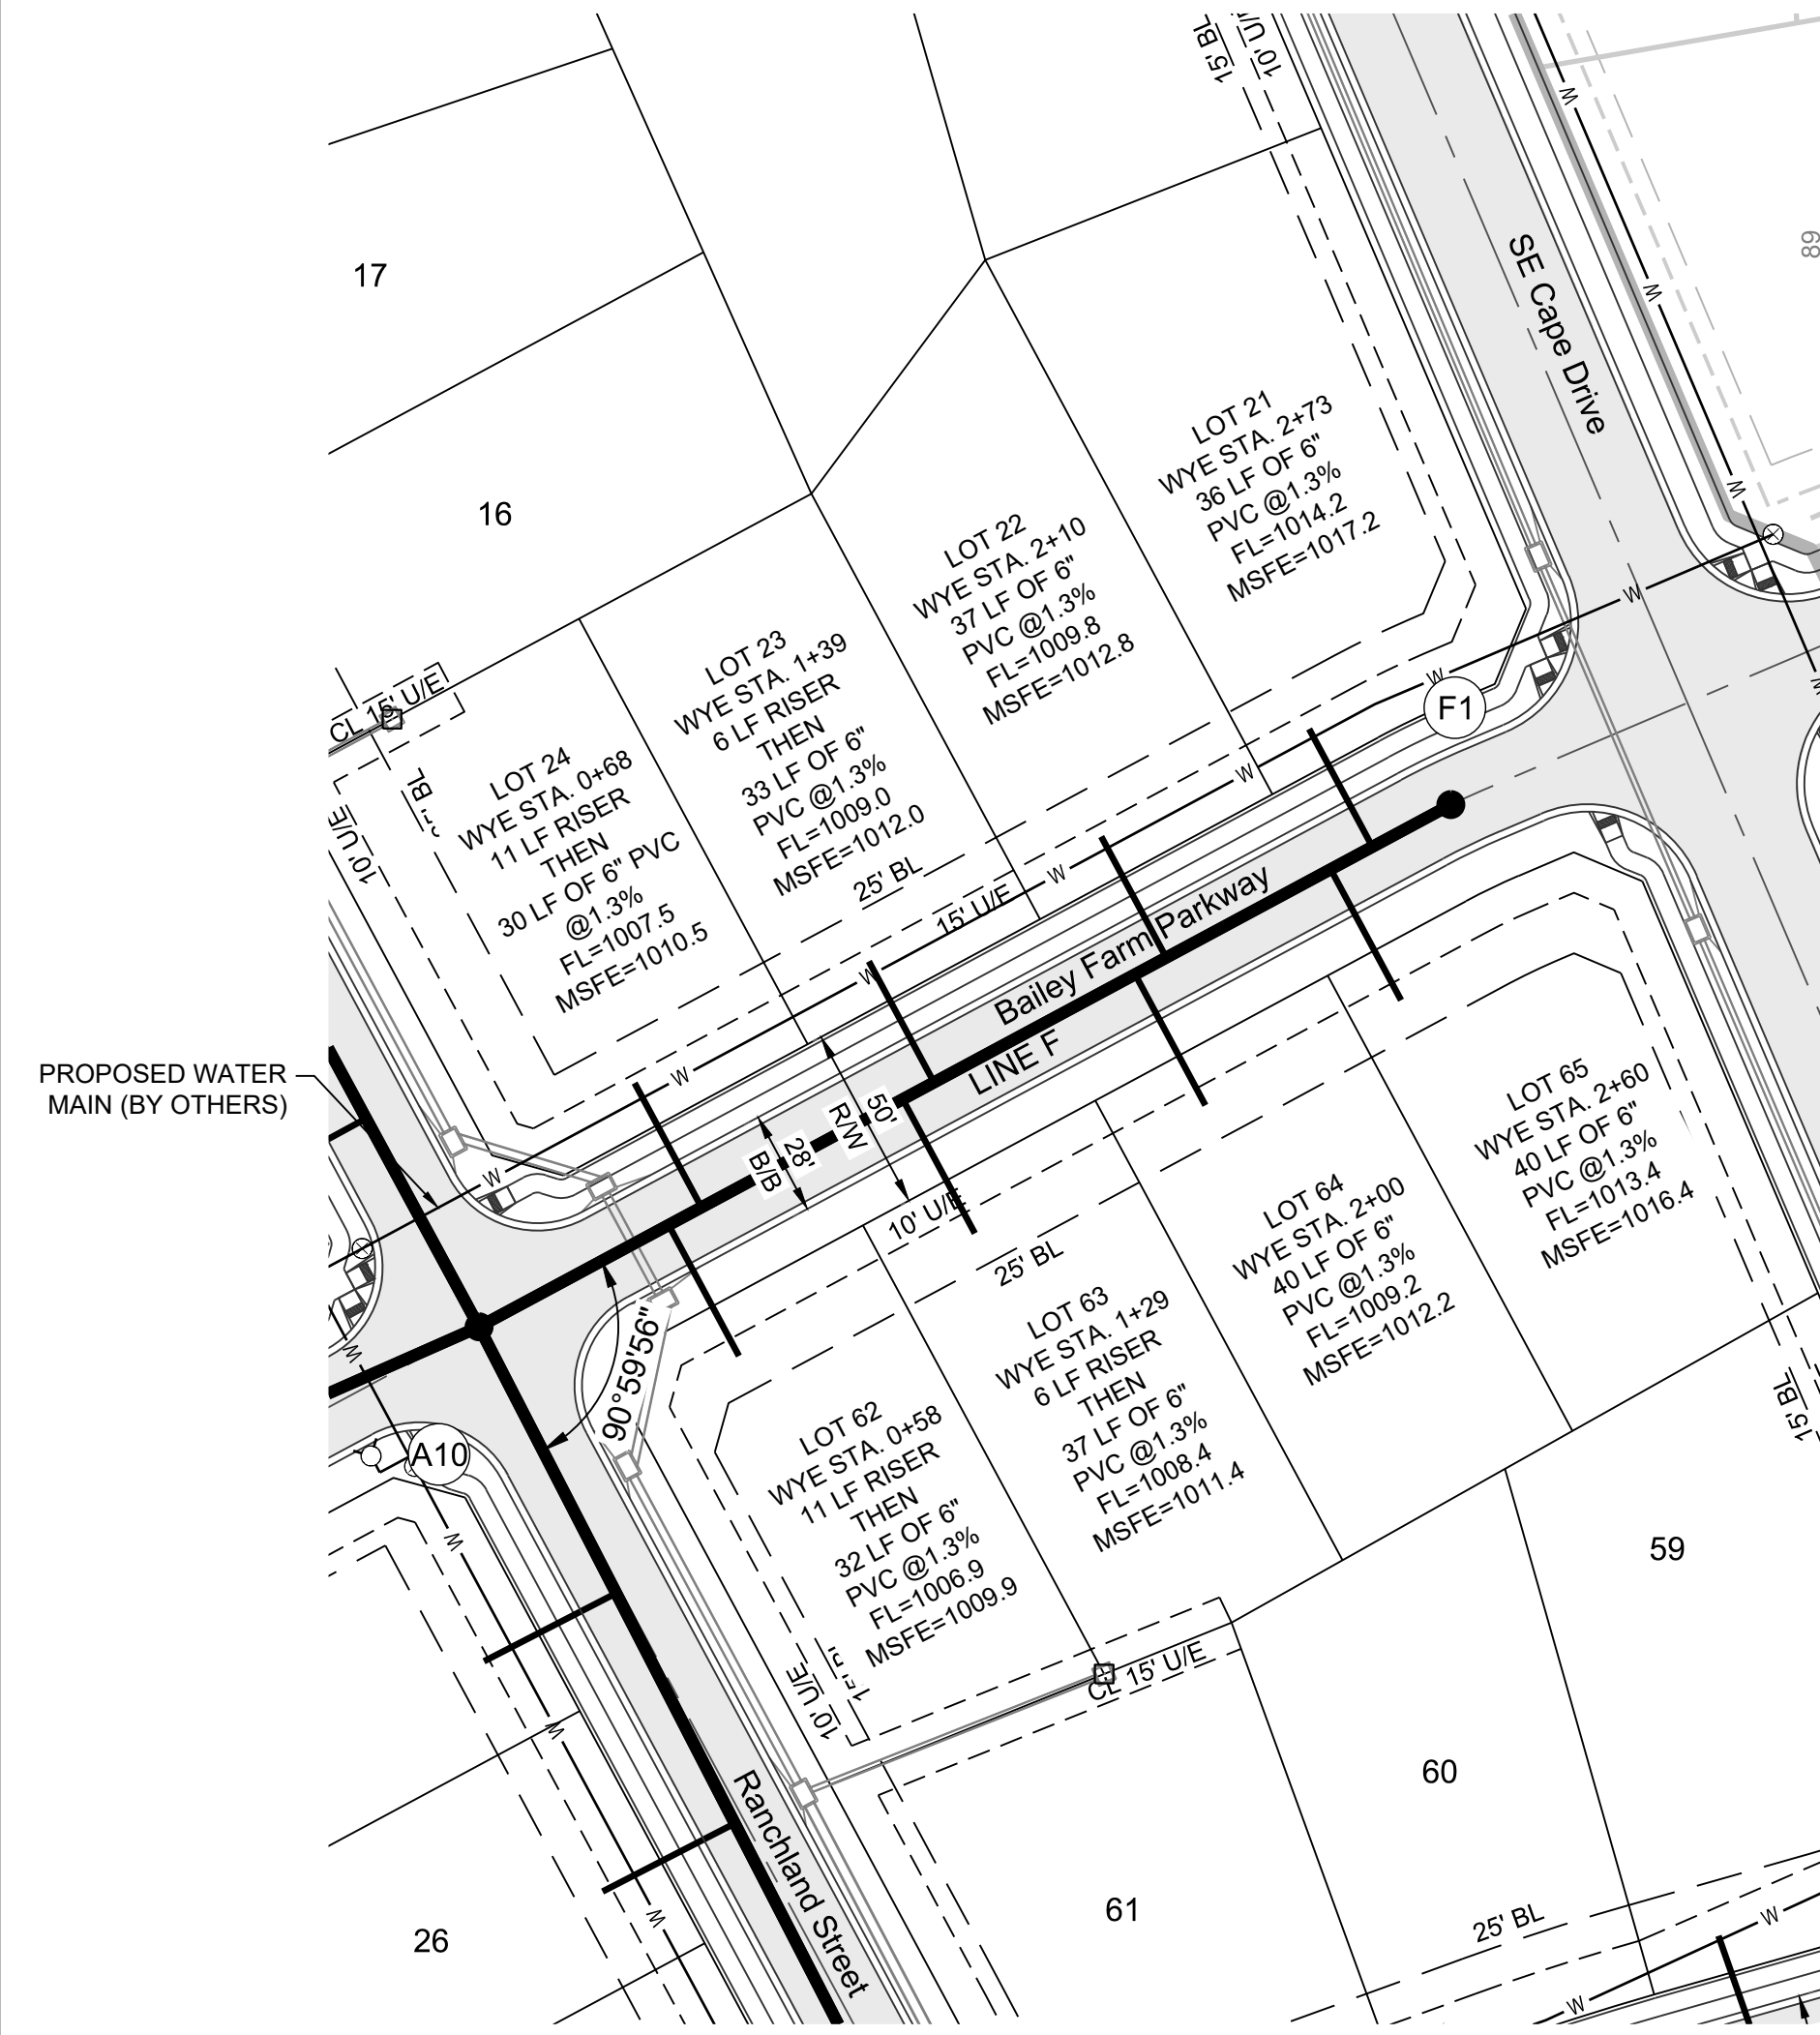 15' BL
10' U/E
17
SE Cape Drive
89
W
W
W
16
LOT 21
WYE STA. 2+73
36 LF OF 6"
PVC @1.3%
FL=1014.2
MSFE=1017.2
LOT 22
WYE STA. 2+10
37 LF OF 6"
PVC @1.3%
FL=1009.8
MSFE=1012.8
LOT 23
WYE STA. 1+39
6 LF RISER
THEN
33 LF OF 6"
PVC @1.3%
FL=1009.0
MSFE=1012.0
LOT 24
WYE STA. 0+68
11 LF RISER
THEN
30 LF OF 6" PVC
@1.3%
FL=1007.5
MSFE=1010.5
CL 15' U/E
BL
10' U/E
W
W
W
W
W
W
W
W
F1
25' BL
15' U/E
Bailey Farm Parkway
LINE F
PROPOSED WATER
MAIN (BY OTHERS)
50'
R/W
28'
B/B
10' U/E
25' BL
90°59'56"
LOT 65
WYE STA. 2+60
40 LF OF 6"
PVC @1.3%
FL=1013.4
MSFE=1016.4
LOT 64
WYE STA. 2+00
40 LF OF 6"
PVC @1.3%
FL=1009.2
MSFE=1012.2
LOT 63
WYE STA. 1+29
6 LF RISER
THEN
37 LF OF 6"
PVC @1.3%
FL=1008.4
MSFE=1011.4
LOT 62
WYE STA. 0+58
11 LF RISER
THEN
32 LF OF 6"
PVC @1.3%
FL=1006.9
MSFE=1009.9
15' BL
W
A10
W
W
W
10' U/E
CL 15' U/E
59
60
61
26
Ranchland Street
25' BL
W
W